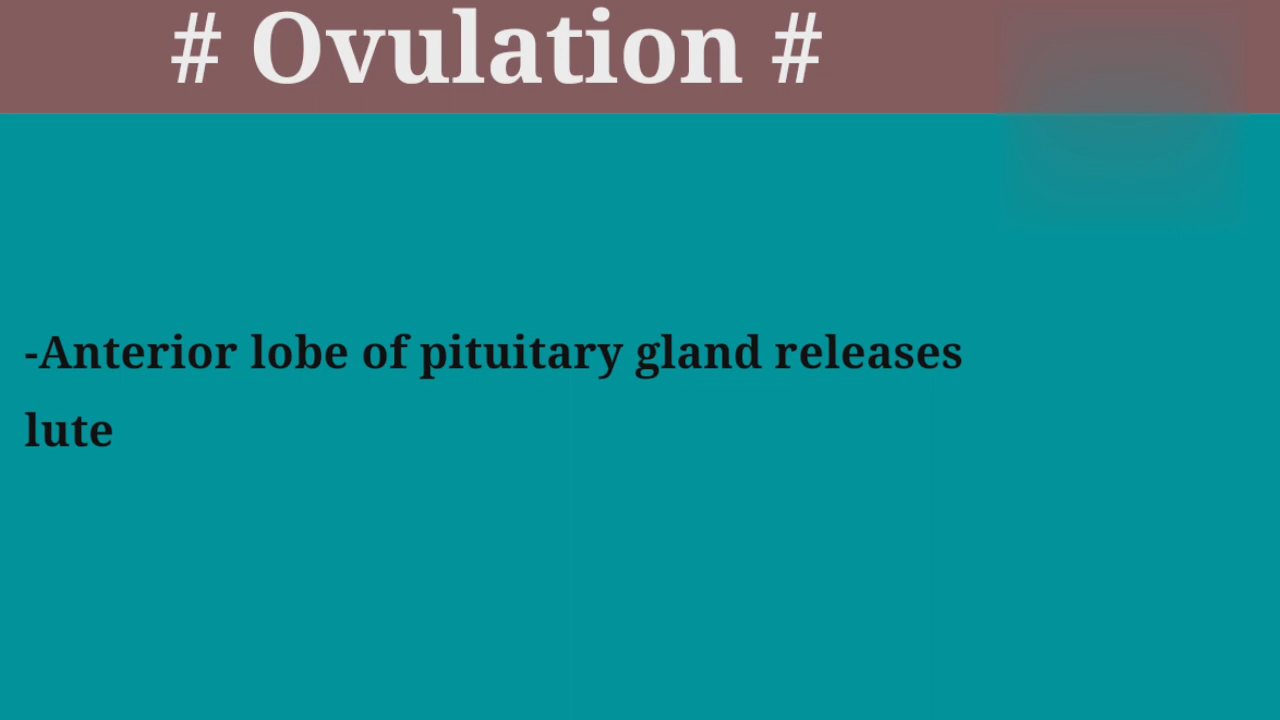 # Ovulation #
-Anterior lobe of pituitary gland releases
lute